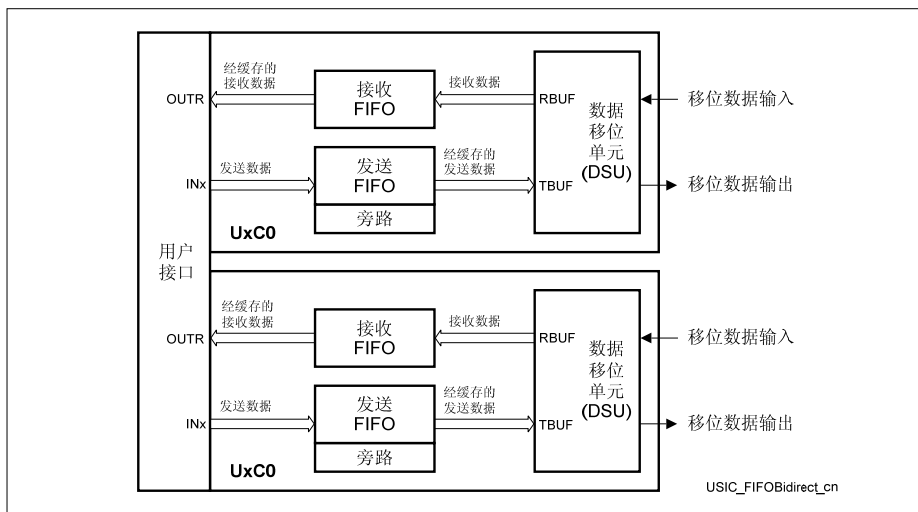 用户
接口
OUTR
经缓存的
接收数据
接收
FIFO
接收数据
RBUF
数据
移位
单元
(DSU)
移位数据输入
INx
发送数据
发送
FIFO
旁路
经缓存的
发送数据
TBUF
移位数据输出
UxC0
OUTR
经缓存的
接收数据
接收
FIFO
接收数据
RBUF
数据
移位
单元
(DSU)
移位数据输入
INx
发送数据
发送
FIFO
旁路
经缓存的
发送数据
TBUF
移位数据输出
UxC0
USIC_FIFOBidirect_cn